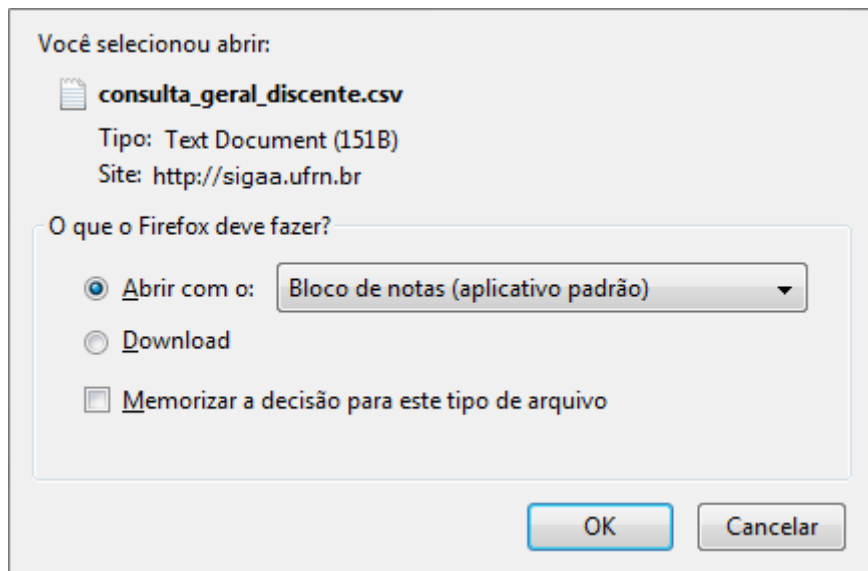 Você selecionou abrir:
consulta_geral_discente.csv
Tipo: Text Document (151B)
Site: http://sigaa.ufrn.br
O que o Firefox deve fazer?
Abrir com o: Bloco de notas (aplicativo padrão)
Download
Memorizar a decisão para este tipo de arquivo
OK Cancelar